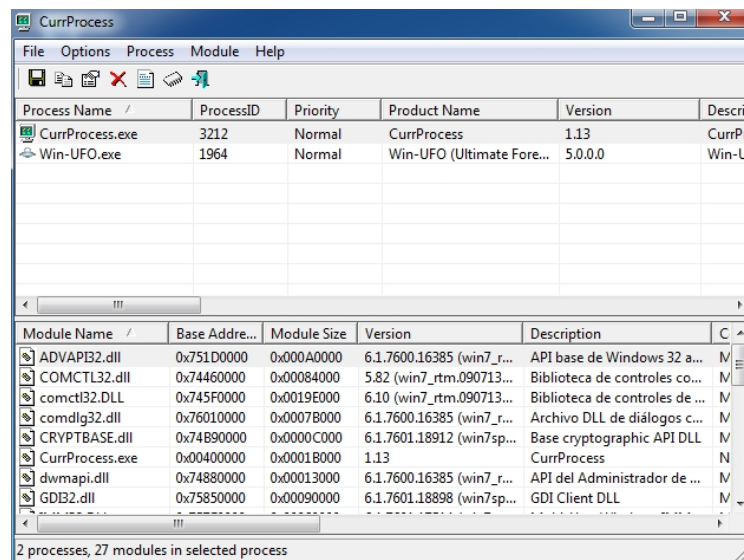 CurrProcess
File Options Process Module Help
Process Name / ProcessID Priority Product Name Version Descri
CurrProcess.exe 3212 Normal CurrProcess 1.13 CurrP
Win-UFO.exe 1964 Normal Win-UFO (Ultimate Fore... 5.0.0.0 Win-U
Module Name / Base Addre... Module Size Version Description C
ADVAPI32.dll 0x751D0000 0x000A0000 6.1.7600.16385 (win7_r... API base de Windows 32 a... M
COMCTL32.dll 0x74460000 0x00084000 5.82 (win7_rtm.090713... Biblioteca de controles co... M
comctl32.DLL 0x745F0000 0x0019E000 6.10 (win7_rtm.090713... Biblioteca de controles de ... M
comdlg32.dll 0x76010000 0x0007B000 6.1.7600.16385 (win7_r... Archivo DLL de diálogos c... M
CRYPTBASE.dll 0x74B90000 0x0000C000 6.1.7601.18912 (win7sp... Base cryptographic API DLL M
CurrProcess.exe 0x00400000 0x0001B000 1.13 CurrProcess N
dwmapi.dll 0x74880000 0x00013000 6.1.7600.16385 (win7_r... API del Administrador de ... M
GDI32.dll 0x75850000 0x00090000 6.1.7601.18898 (win7sp... GDI Client DLL M
2 processes, 27 modules in selected process